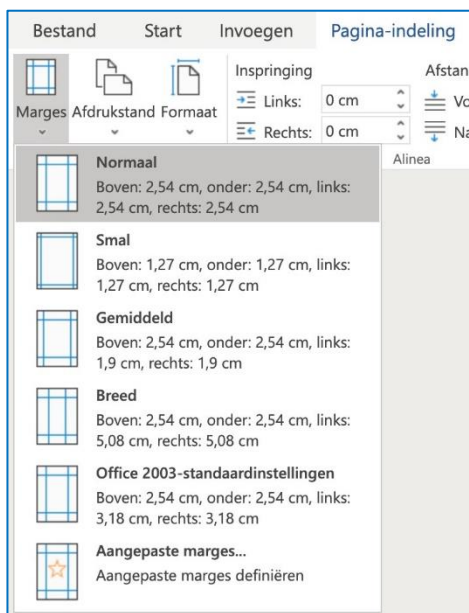 Bestand Start Invoegen Pagina-indeling
Marges Afdrukstand Formaat
Inspringing
Links: 0 cm
Rechts: 0 cm
Alinea
Normaal
Boven: 2,54 cm, onder: 2,54 cm, links:
2,54 cm, rechts: 2,54 cm
Smal
Boven: 1,27 cm, onder: 1,27 cm, links:
1,27 cm, rechts: 1,27 cm
Gemiddeld
Boven: 2,54 cm, onder: 2,54 cm, links:
1,9 cm, rechts: 1,9 cm
Breed
Boven: 2,54 cm, onder: 2,54 cm, links:
5,08 cm, rechts: 5,08 cm
Office 2003-standaardinstellingen
Boven: 2,54 cm, onder: 2,54 cm, links:
3,18 cm, rechts: 3,18 cm
Aangepaste marges...
Aangepaste marges definiëren